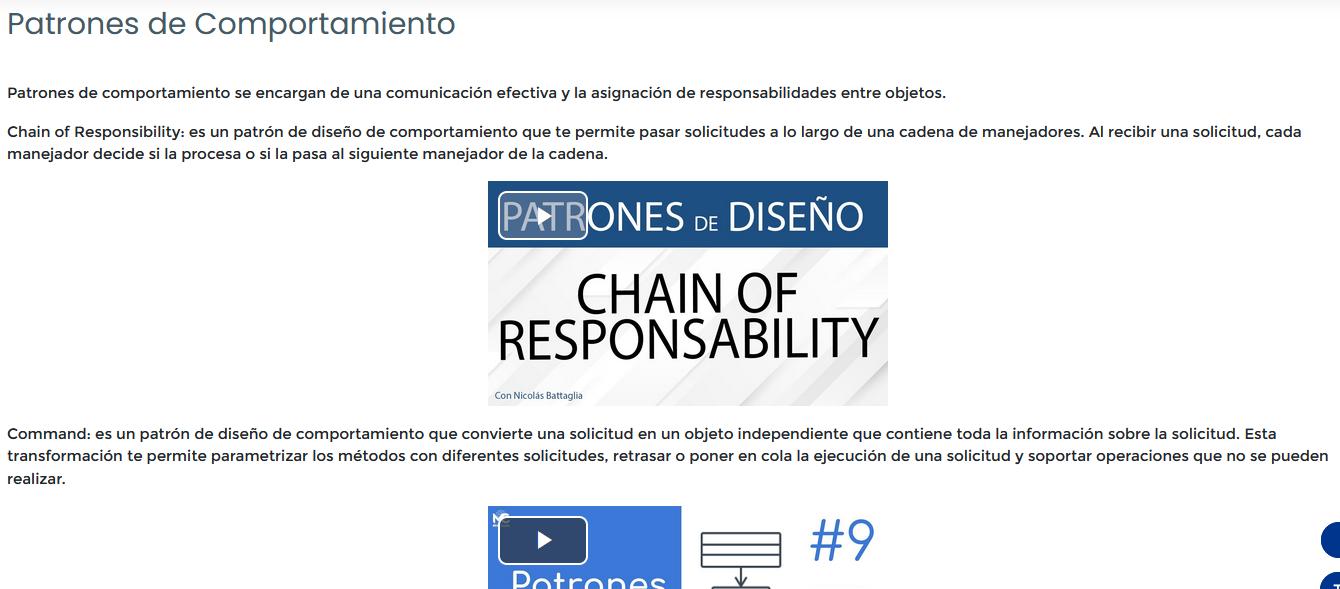 Patrones de Comportamiento
Patrones de comportamiento se encargan de una comunicación efectiva y la asignación de responsabilidades entre objetos.
Chain of Responsibility: es un patrón de diseño de comportamiento que te permite pasar solicitudes a lo largo de una cadena de manejadores. Al recibir una solicitud, cada
manejador decide si la procesa o si la pasa al siguiente manejador de la cadena.
PATRONES DE DISEÑO
CHAIN OF
RESPONSABILITY
Con Nicolás Battaglia
Command: es un patrón de diseño de comportamiento que convierte una solicitud en un objeto independiente que contiene toda la información sobre la solicitud. Esta
transformación te permite parametrizar los métodos con diferentes solicitudes, retrasar o poner en cola la ejecución de una solicitud y soportar operaciones que no se pueden
realizar.
#9
Patrones